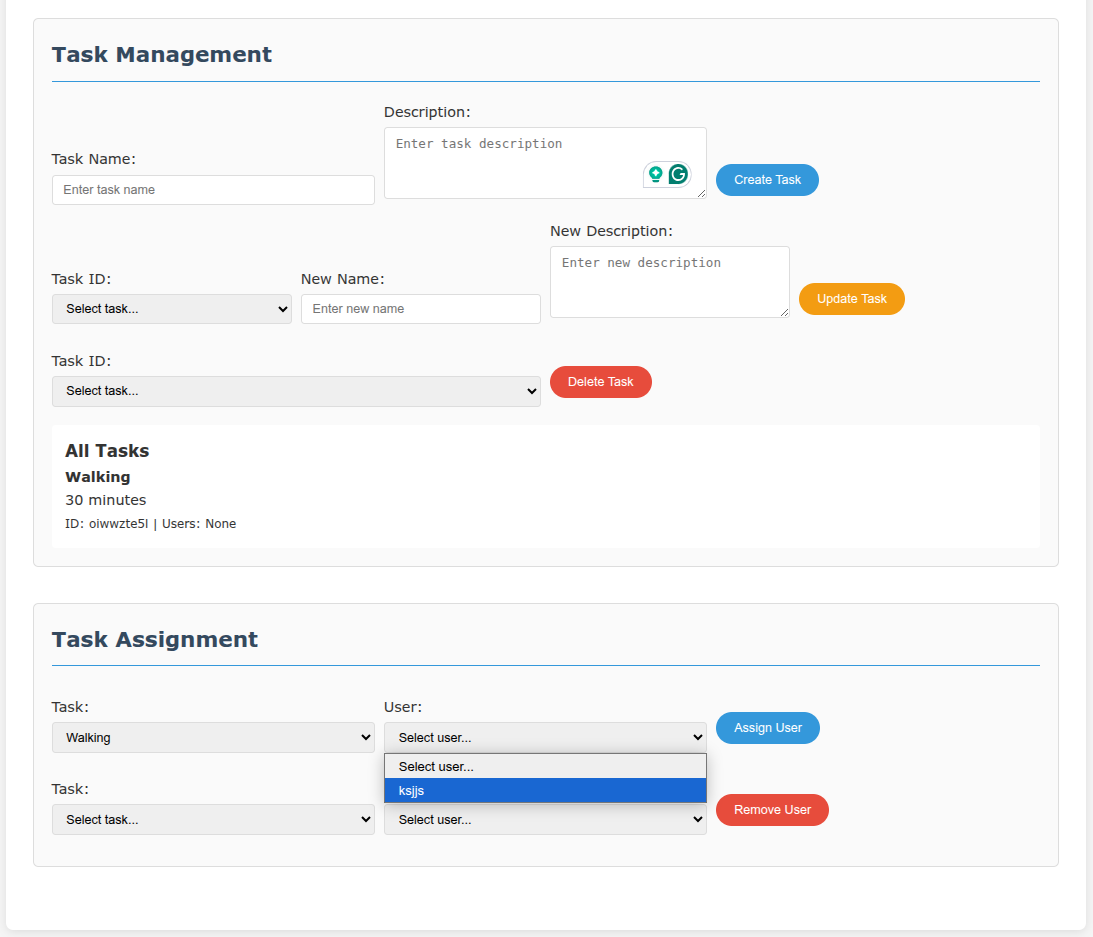 Task Management
Description:
Enter task description
Task Name:
Enter task name
Create Task
New Description:
Enter new description
Task ID:
New Name:
Select task...
Enter new name
Update Task
Task ID:
Select task...
Delete Task
All Tasks
Walking
30 minutes
ID: oiwwzte5l | Users: None
Task Assignment
Task:
User:
Walking
Select user...
Assign User
Select user...
ksjjs
Task:
Select task...
Select user...
Remove User